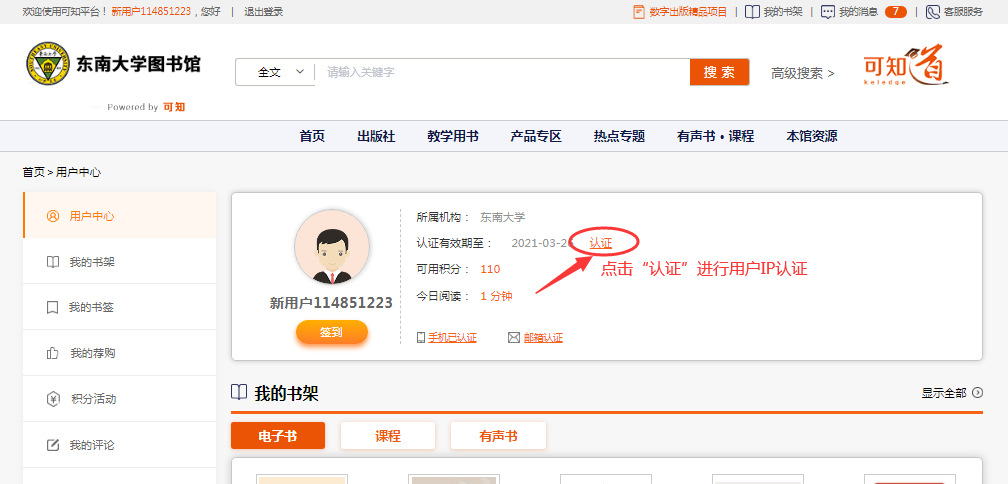 欢迎使用可知平台！ 新用户114851223，您好 | 退出登录
数字出版精品项目 | 我的书架 | 我的消息 7 | 客服服务
东南大学图书馆
全文 请输入关键字 搜 索 高级搜索 >
可知
keledge
Powered by 可知
首页 出版社 教学用书 产品专区 热点专题 有声书 • 课程 本馆资源
首页 > 用户中心
用户中心
我的书架
我的书签
我的荐购
积分活动
我的评论
新用户114851223
签到
所属机构： 东南大学
认证有效期至： 2021-03-2 认证
点击“认证”进行用户IP认证
可用积分： 110
今日阅读： 1 分钟
手机已认证 邮箱认证
我的书架 显示全部
电子书 课程 有声书